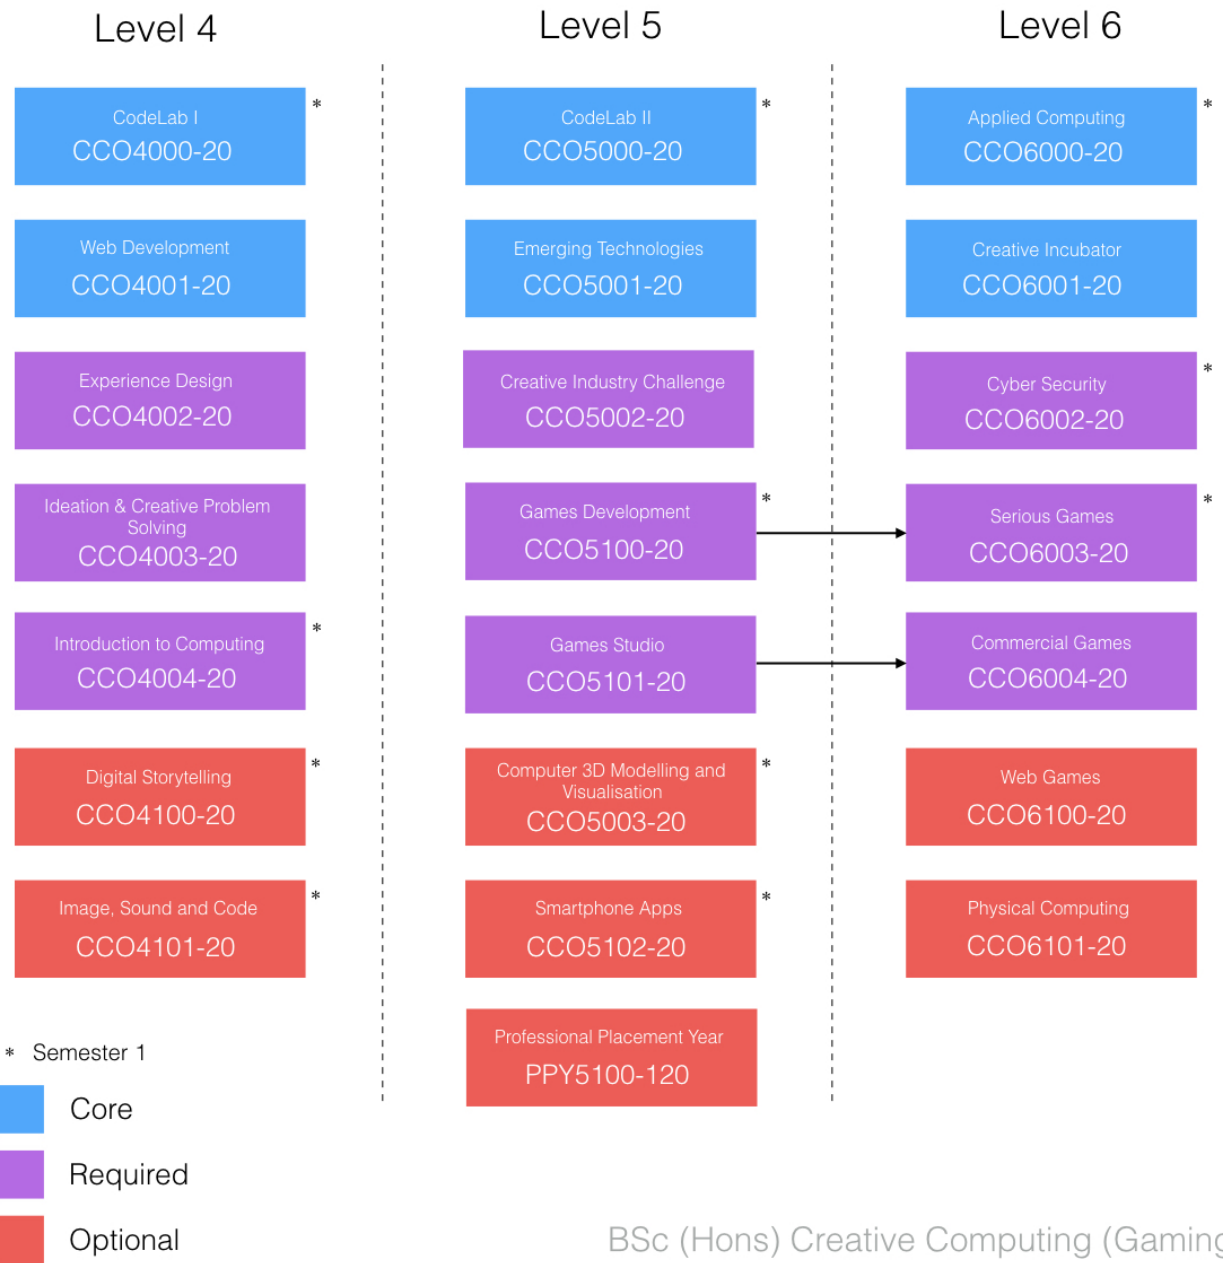 Level 4
CodeLab I
CCO4000-20
*
Web Development
CCO4001-20
Experience Design
CCO4002-20
Ideation & Creative Problem
Solving
CCO4003-20
Introduction to Computing
CCO4004-20
*
Digital Storytelling
CCO4100-20
*
Image, Sound and Code
CCO4101-20
*
Level 5
CodeLab II
CCO5000-20
*
Emerging Technologies
CCO5001-20
Creative Industry Challenge
CCO5002-20
Games Development
CCO5100-20
*
Games Studio
CCO5101-20
Computer 3D Modelling and
Visualisation
CCO5003-20
*
Smartphone Apps
CCO5102-20
*
Professional Placement Year
PPY5100-120
Level 6
Applied Computing
CCO6000-20
*
Creative Incubator
CCO6001-20
Cyber Security
CCO6002-20
*
Serious Games
CCO6003-20
*
Commercial Games
CCO6004-20
Web Games
CCO6100-20
Physical Computing
CCO6101-20
* Semester 1
Core
Required
Optional
BSc (Hons) Creative Computing (Gaming